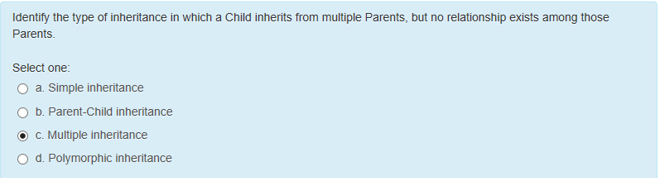 Identify the type of inheritance in which a Child inherits from multiple Parents, but no relationship exists among those
Parents.
Select one:
a. Simple inheritance
b. Parent-Child inheritance
c. Multiple inheritance
d. Polymorphic inheritance